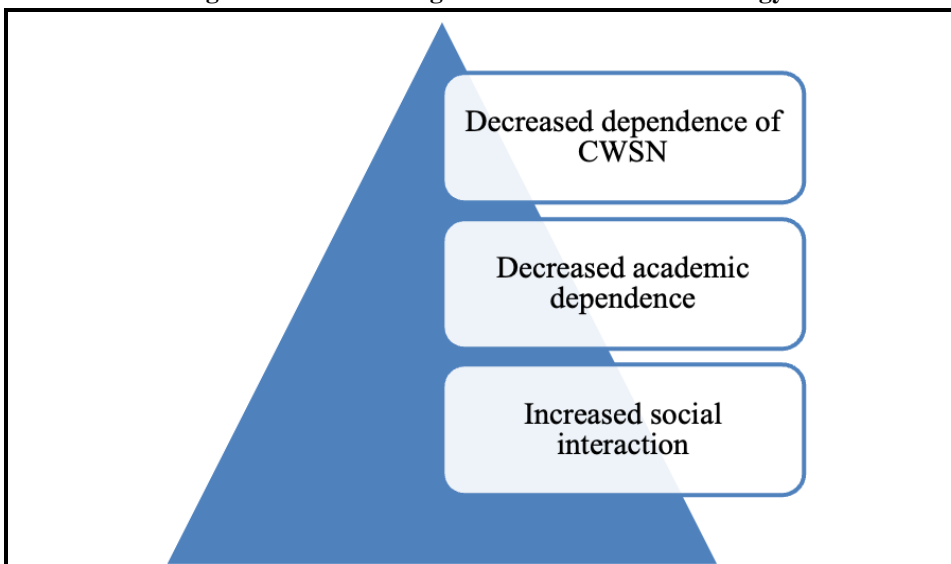 Decreased dependence of
CWSN
Decreased academic
dependence
Increased social
interaction